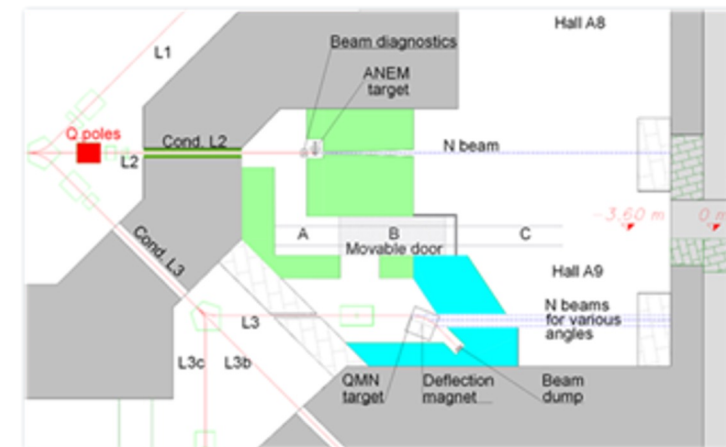 Hall A8
L1
Beam diagnostics
ANEM
target
Q poles
Cond. L2
N beam
L2
-3,60 m
0 m
A
B
C
Movable door
Cond. L3
Hall A9
N beams
for various
angles
L3
L3c
L3b
QMN
target
Deflection
magnet
Beam
dump